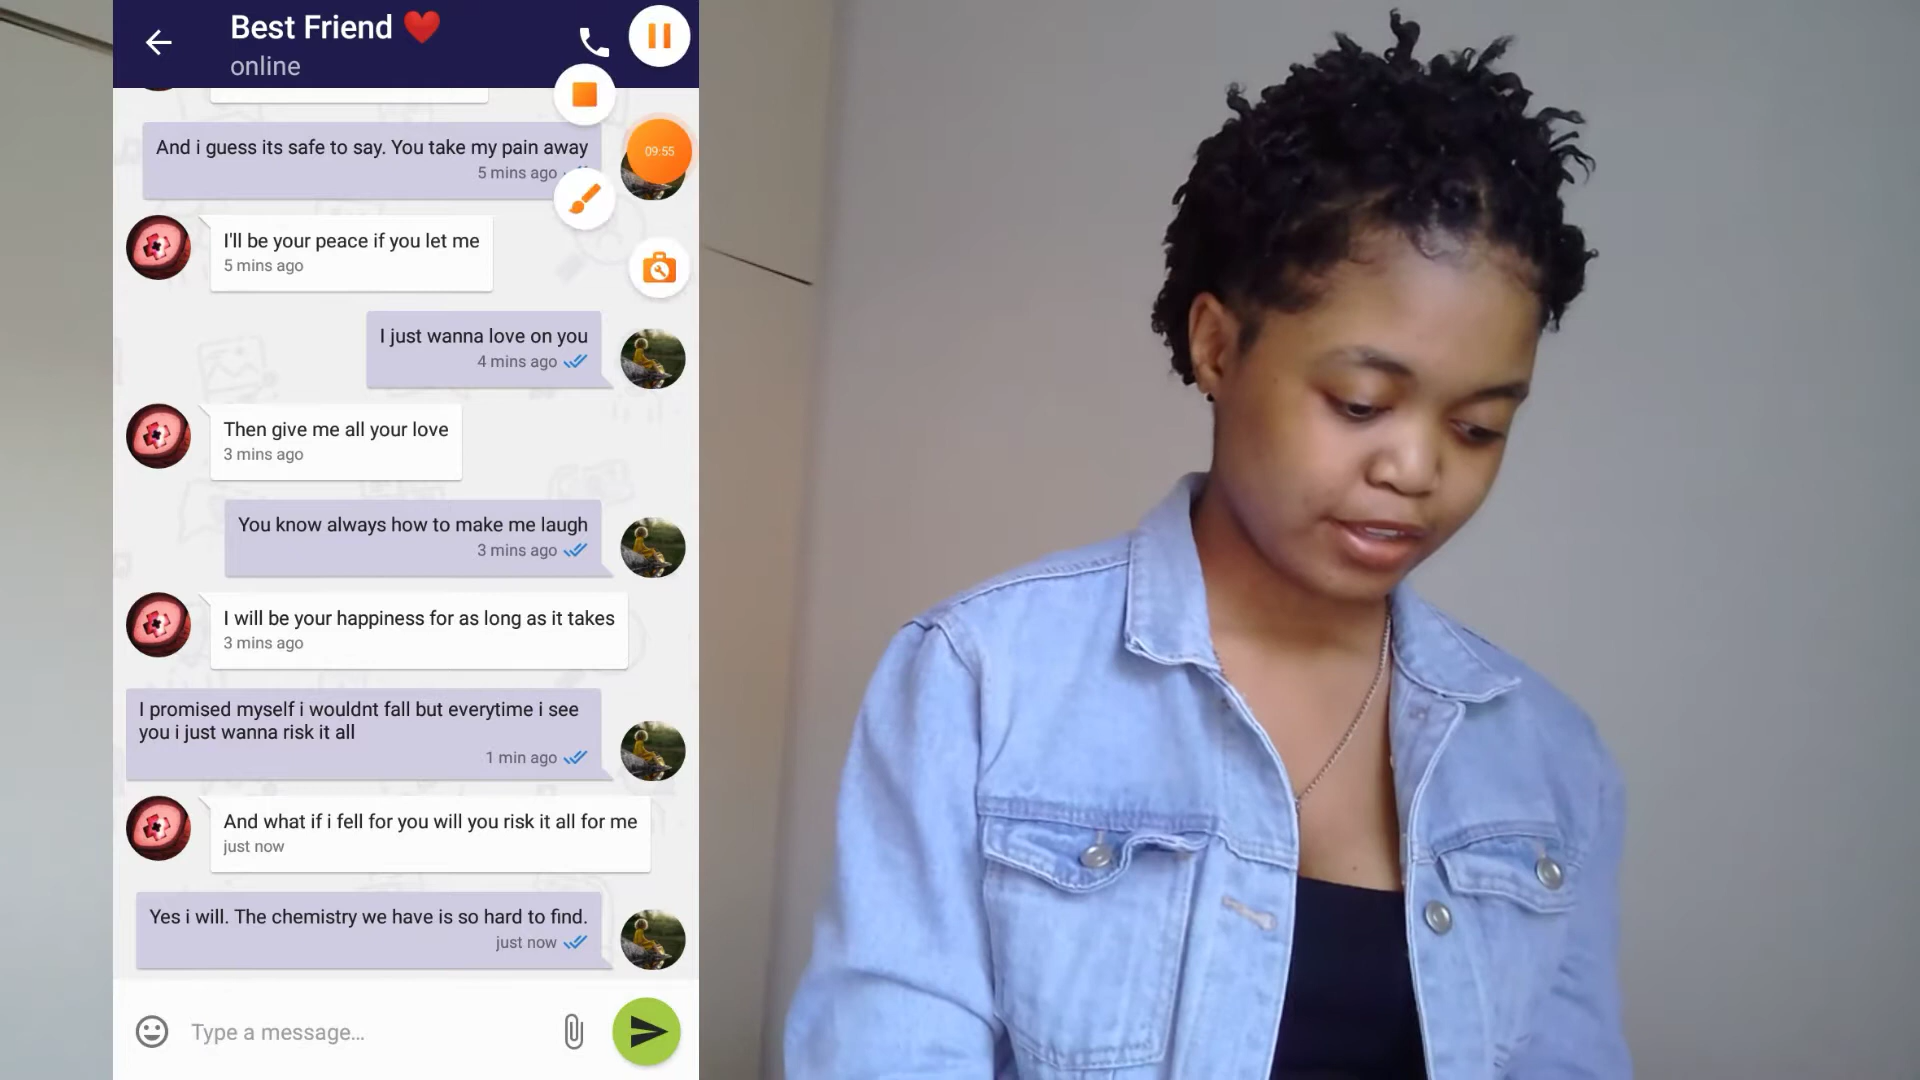 Best Friend ❤️
online
And i guess its safe to say. You take my pain away
5 mins ago
09:55
I'll be your peace if you let me
5 mins ago
I just wanna love on you
4 mins ago
Then give me all your love
3 mins ago
You know always how to make me laugh
3 mins ago
I will be your happiness for as long as it takes
3 mins ago
I promised myself i wouldnt fall but everytime i see
you i just wanna risk it all
1 min ago
And what if i fell for you will you risk it all for me
just now
Yes i will. The chemistry we have is so hard to find.
just now
Type a message...